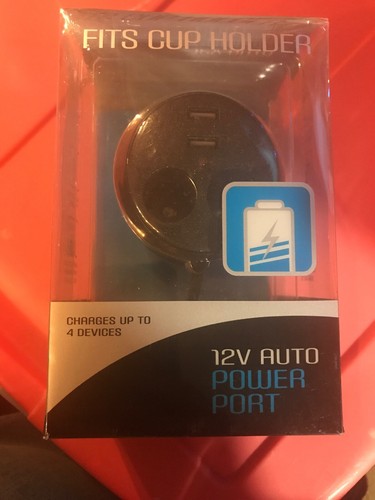 FITS CUP HOLDER
CHARGES UP TO
4 DEVICES
12V AUTO
POWER
PORT